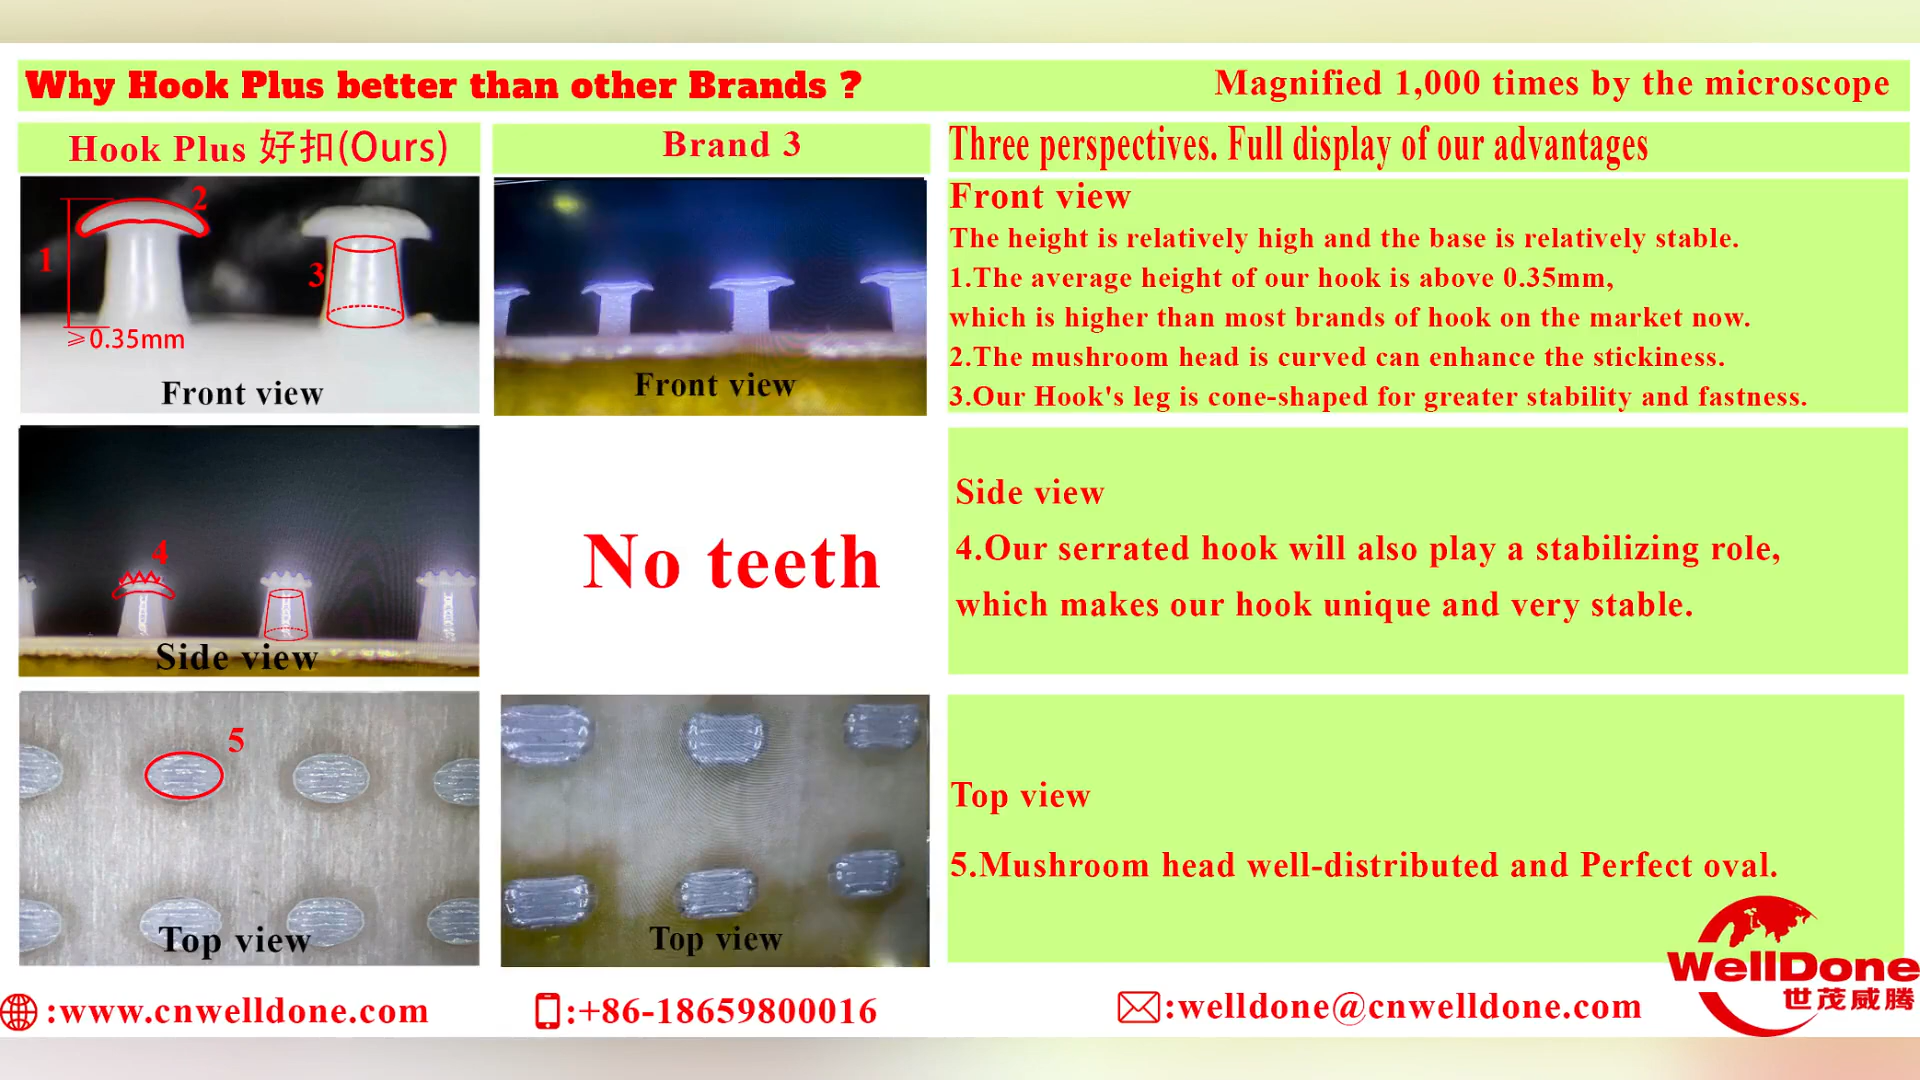 Why Hook Plus better than other Brands ?
Magnified 1,000 times by the microscope
Hook Plus 好扣(Ours)
Brand 3
Three perspectives. Full display of our advantages
1
2
3
⩾0.35mm
Front view
Front view
Front view
The height is relatively high and the base is relatively stable.
1.The average height of our hook is above 0.35mm,
which is higher than most brands of hook on the market now.
2.The mushroom head is curved can enhance the stickiness.
3.Our Hook's leg is cone-shaped for greater stability and fastness.
4
Side view
No teeth
Side view
4.Our serrated hook will also play a stabilizing role,
which makes our hook unique and very stable.
5
Top view
Top view
Top view
5.Mushroom head well-distributed and Perfect oval.
WellDone
世茂威腾
:www.cnwelldone.com
:+86-18659800016
:welldone@cnwelldone.com